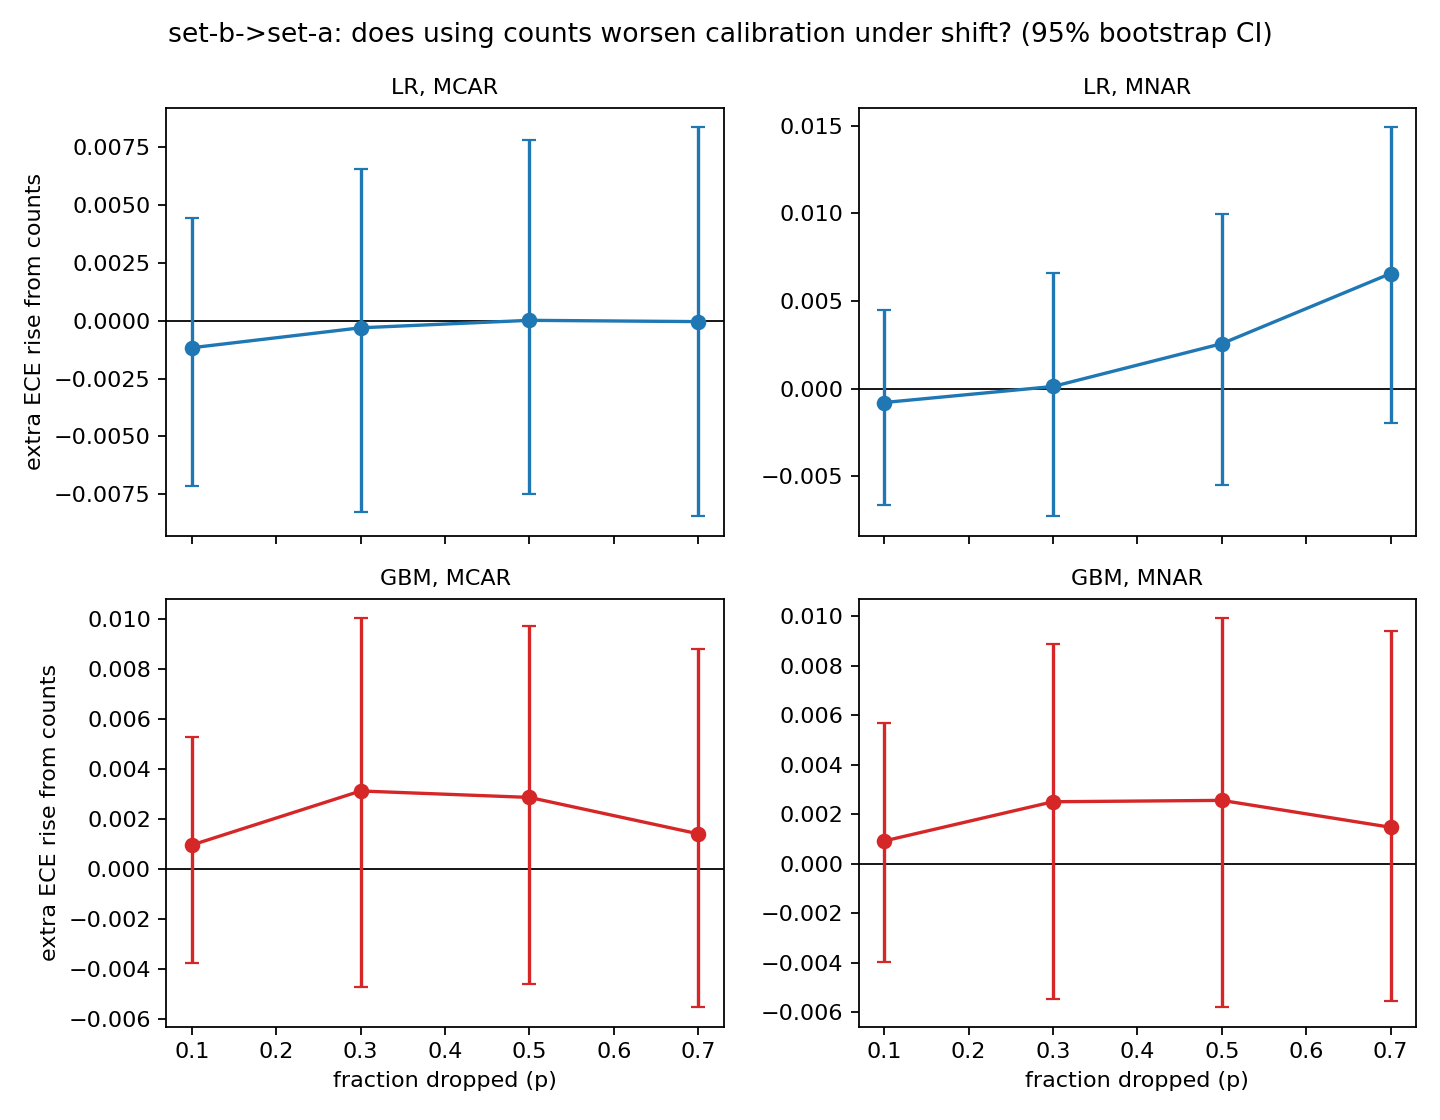 set-b->set-a: does using counts worsen calibration under shift? (95% bootstrap CI)
LR, MCAR
extra ECE rise from counts
0.0075
0.0050
0.0025
0.0000
−0.0025
−0.0050
−0.0075
LR, MNAR
0.015
0.010
0.005
0.000
−0.005
GBM, MCAR
extra ECE rise from counts
0.010
0.008
0.006
0.004
0.002
0.000
−0.002
−0.004
−0.006
0.1 0.2 0.3 0.4 0.5 0.6 0.7
fraction dropped (p)
GBM, MNAR
0.010
0.008
0.006
0.004
0.002
0.000
−0.002
−0.004
−0.006
0.1 0.2 0.3 0.4 0.5 0.6 0.7
fraction dropped (p)